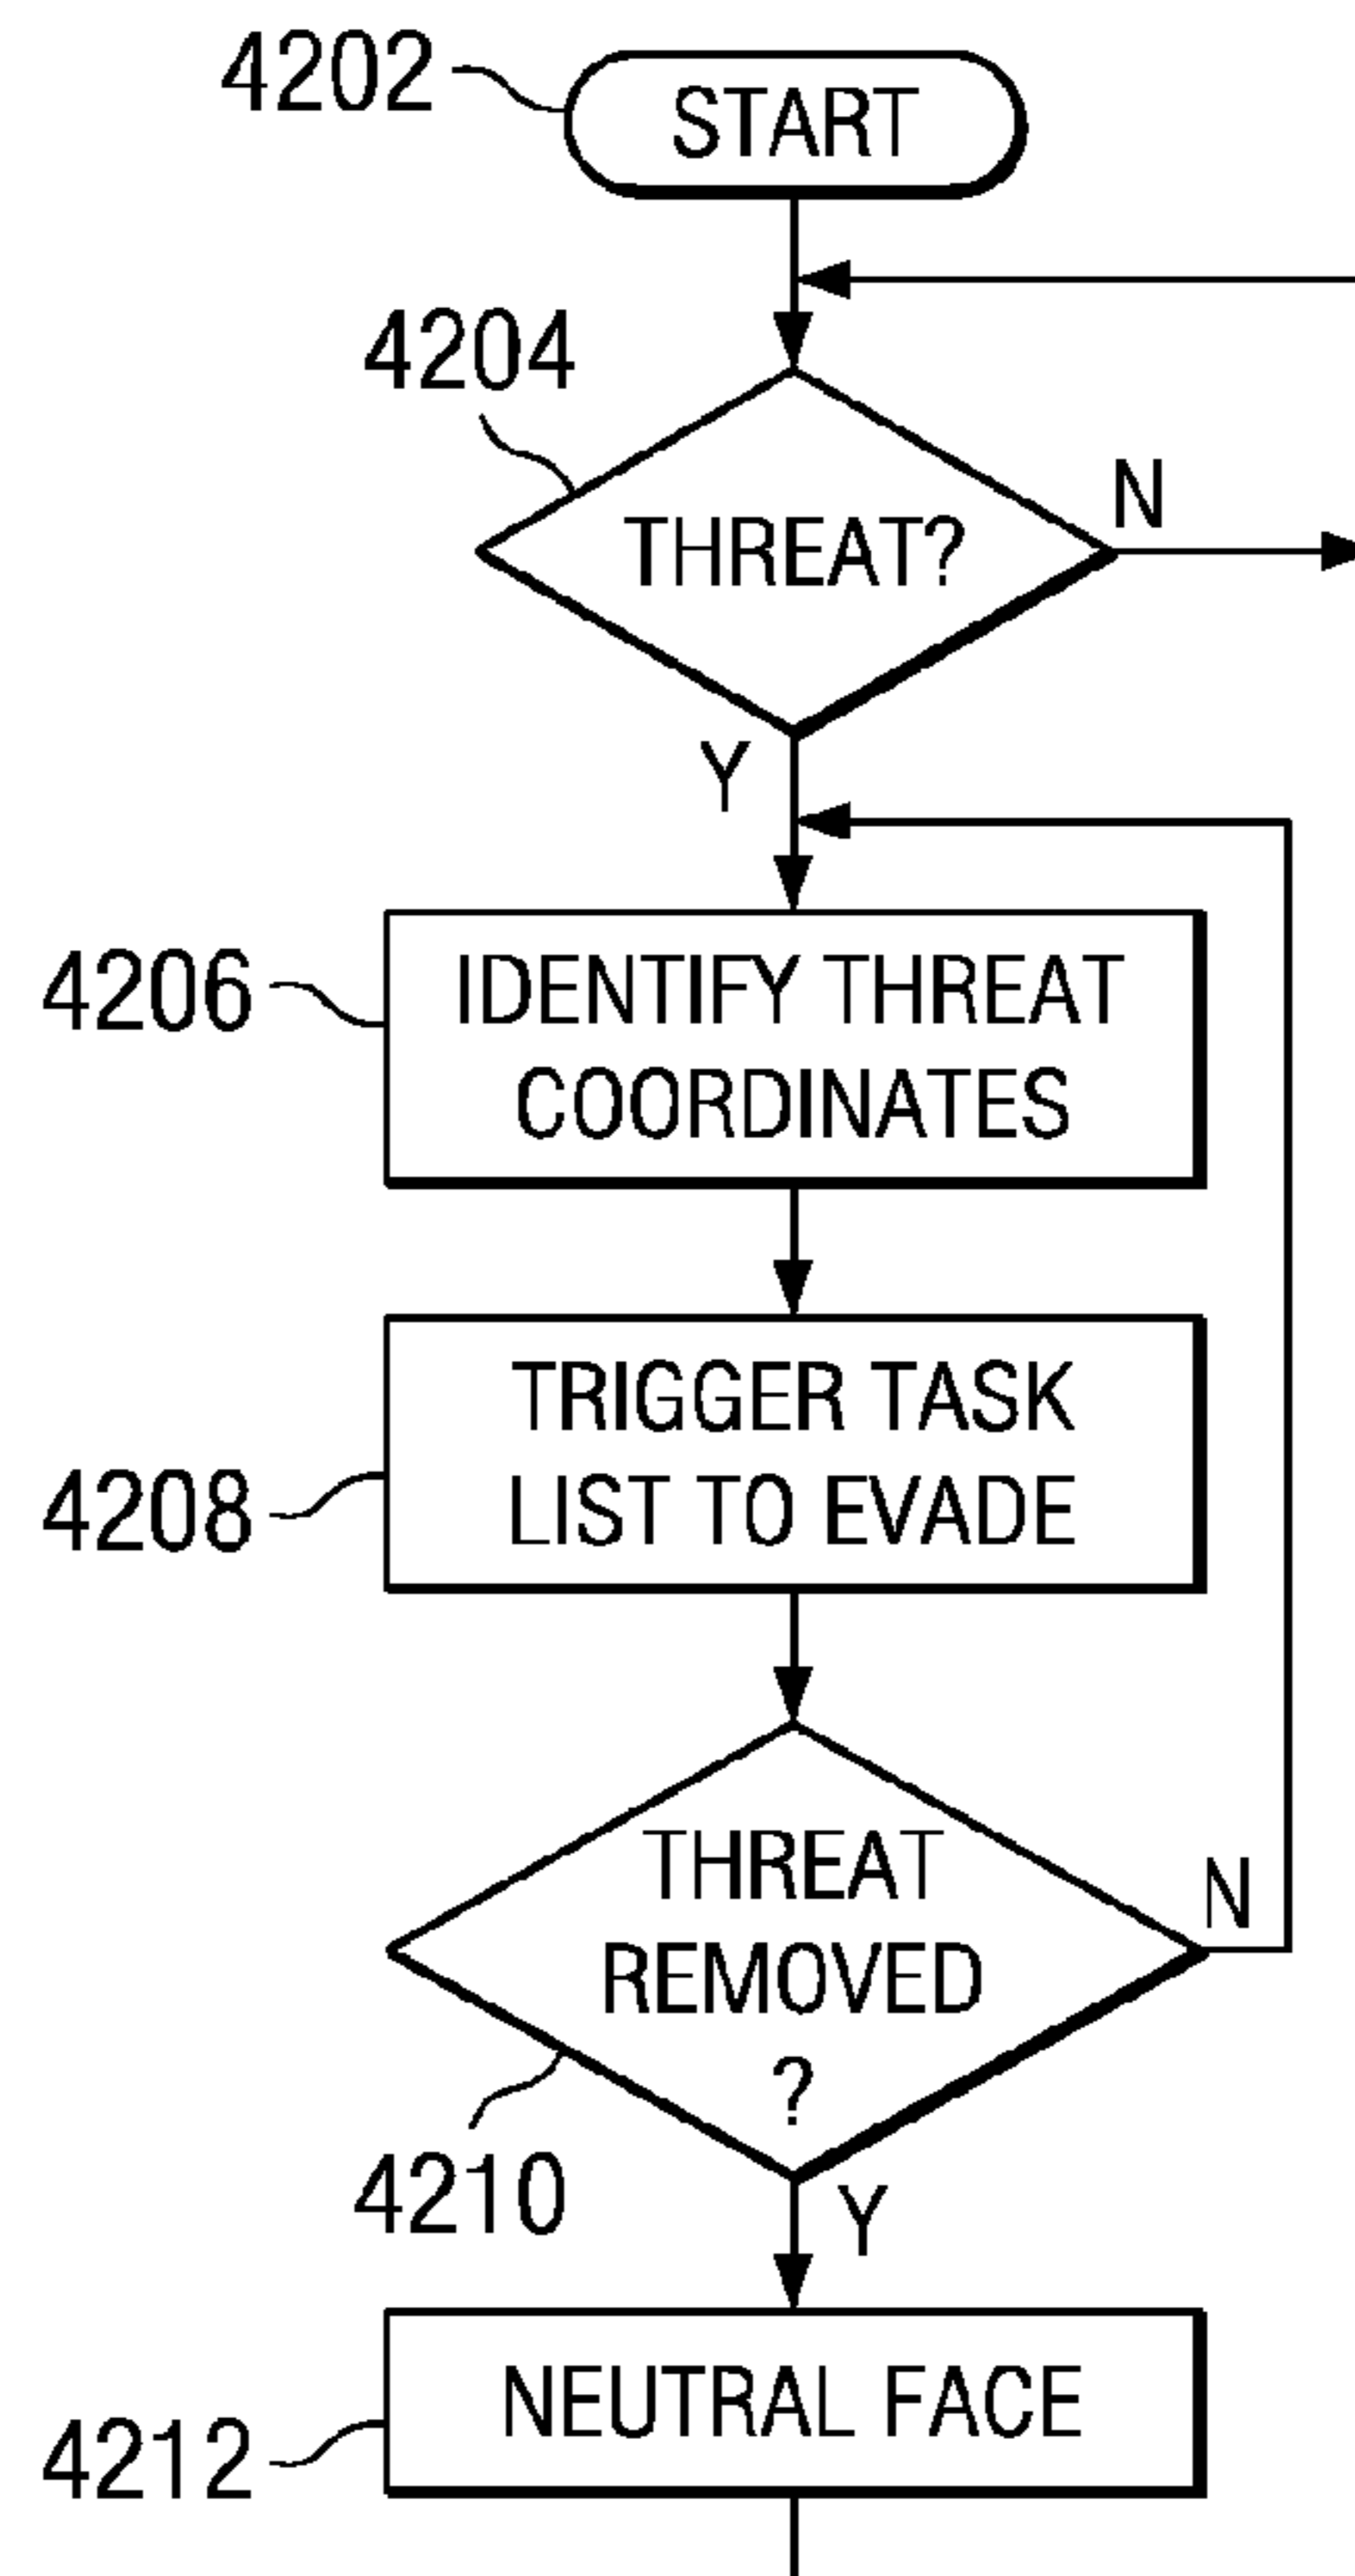 4202
START
4204
THREAT?
N
Y
4206
IDENTIFY THREAT
COORDINATES
4208
TRIGGER TASK
LIST TO EVADE
THREAT
REMOVED
?
N
4210
Y
4212
NEUTRAL FACE